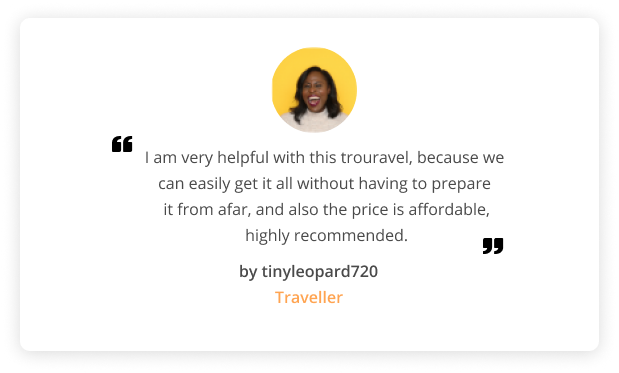 I am very helpful with this trouravel, because we
can easily get it all without having to prepare
it from afar, and also the price is affordable,
highly recommended.
by tinyleopard720
Traveller